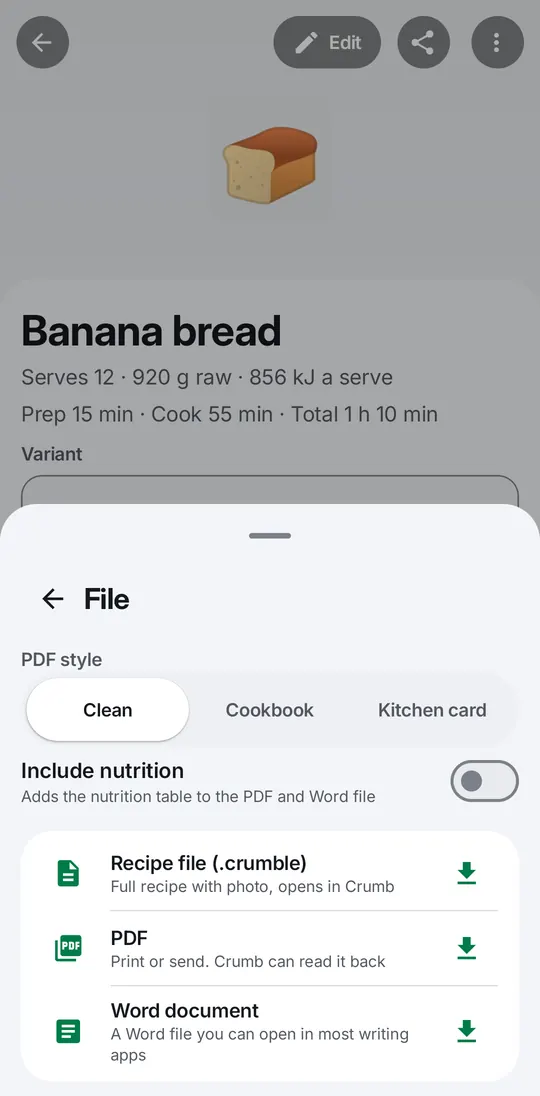 Edit
Banana bread
Serves 12 · 920 g raw · 856 kJ a serve
Prep 15 min · Cook 55 min · Total 1 h 10 min
Variant
File
PDF style
Clean
Cookbook
Kitchen card
Include nutrition
Adds the nutrition table to the PDF and Word file
Recipe file (.crumble)
Full recipe with photo, opens in Crumb
PDF
PDF
Print or send. Crumb can read it back
Word document
A Word file you can open in most writing
apps